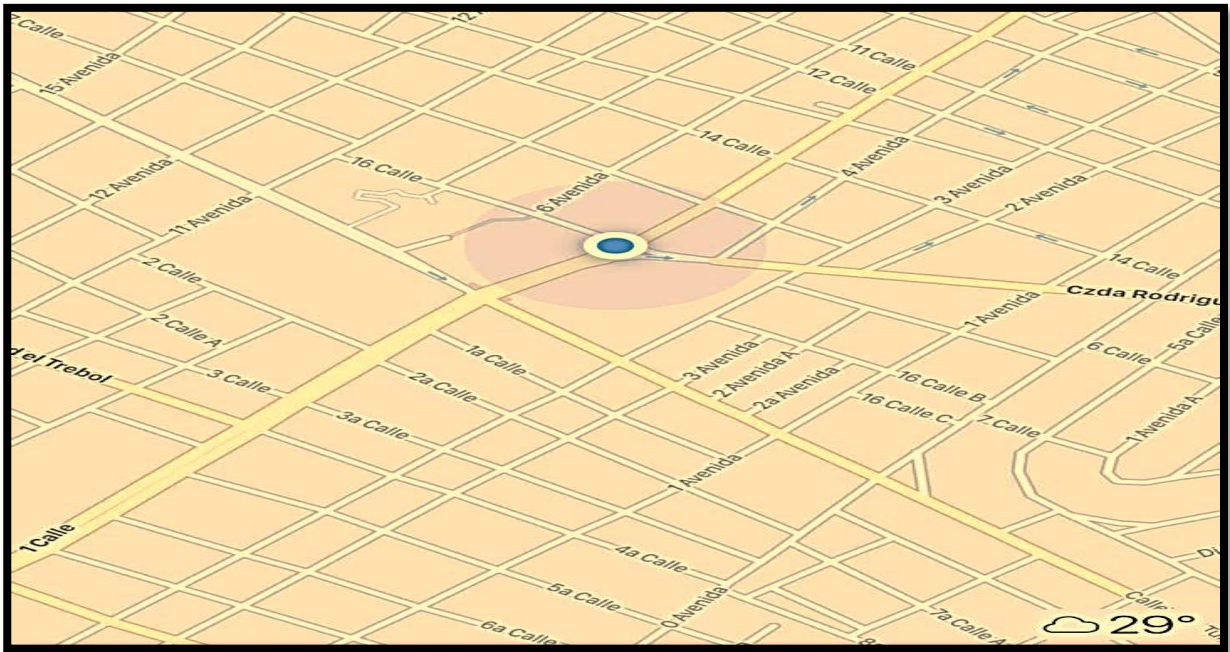 Calle
15 Avenida
11 Calle
12 Calle
14 Calle
16 Calle
4 Avenida
12 Avenida
6 Avenida
3 Avenida
2 Avenida
11 Avenida
2 Calle
14 Calle
Czda Rodrigu
1 Avenida
2 Calle A
5a Calle
6 Calle
1a Calle
3 Avenida
d el Trebol
2 Avenida A
3 Calle
2a Calle
2a Avenida
16 Calle B
16 Calle C
3a Calle
7 Calle
1 Avenida A
1 Avenida
1 Calle
4a Calle
5a Calle
0 Avenida
6a Calle
7a Calle A
Calle
29°